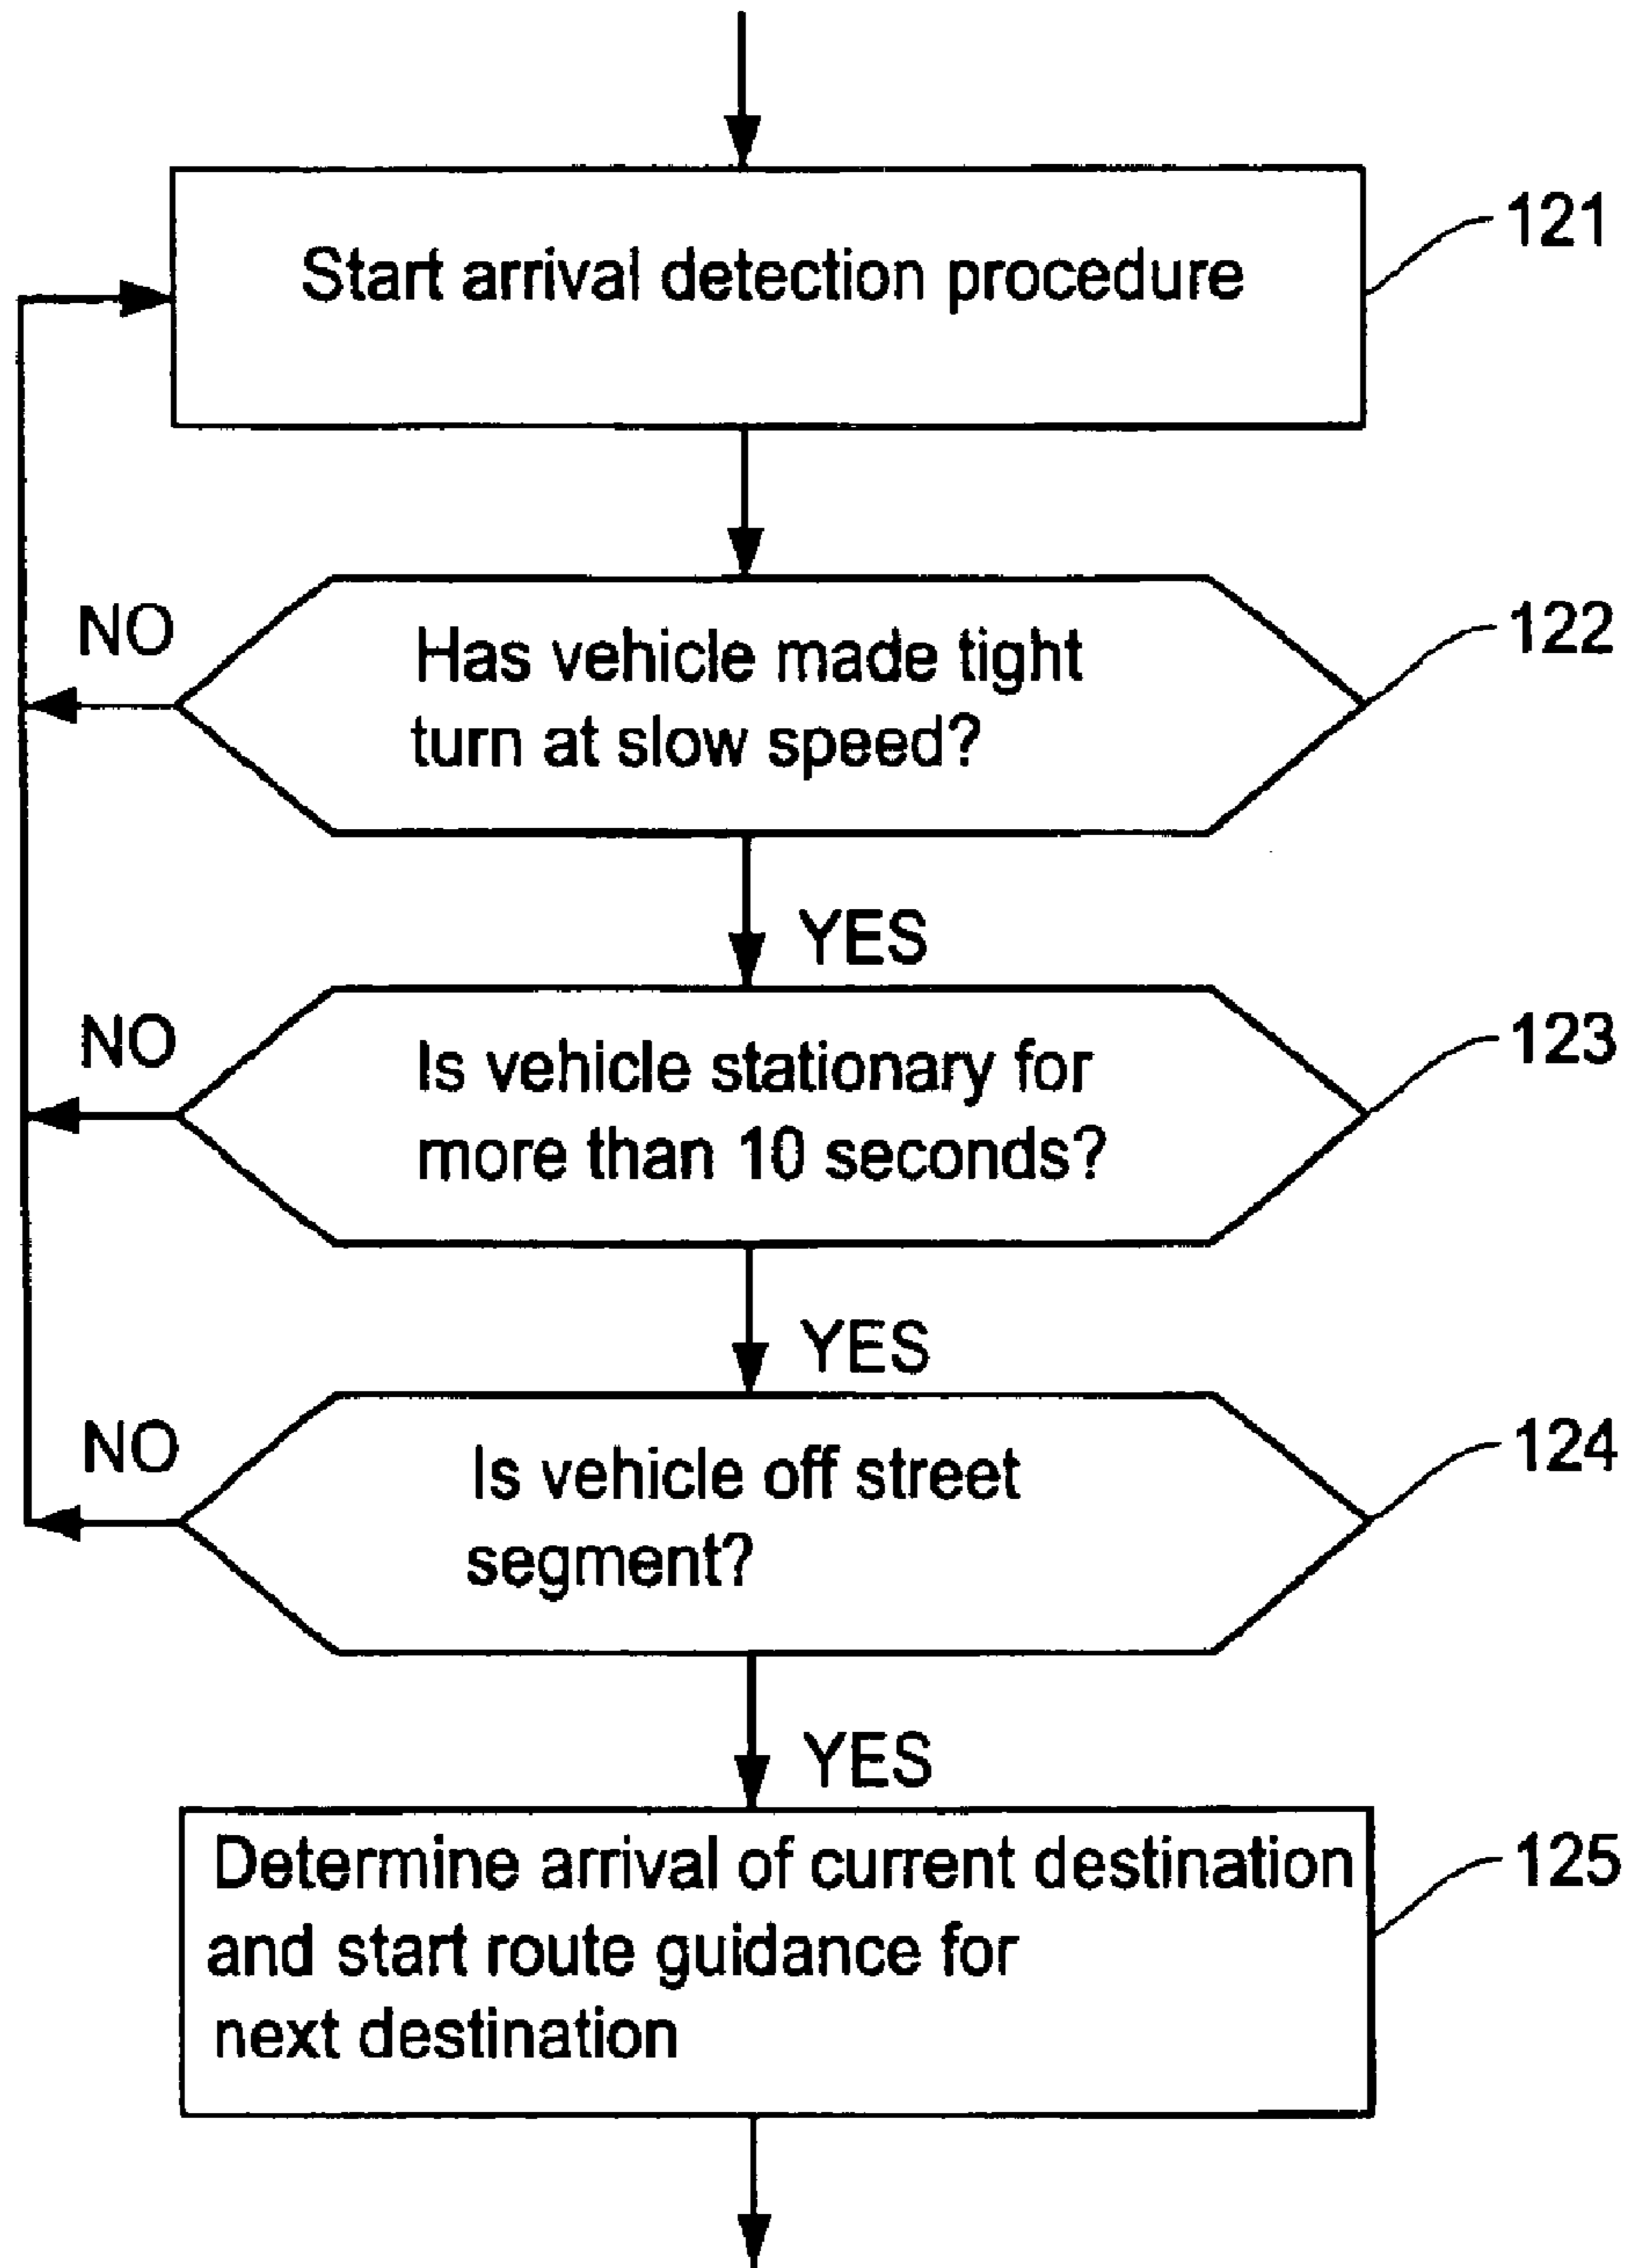 Start arrival detection procedure
121
NO
Has vehicle made tight
turn at slow speed?
122
YES
NO
Is vehicle stationary for
more than 10 seconds?
123
YES
NO
Is vehicle off street
segment?
124
YES
Determine arrival of current destination
and start route guidance for
next destination
125